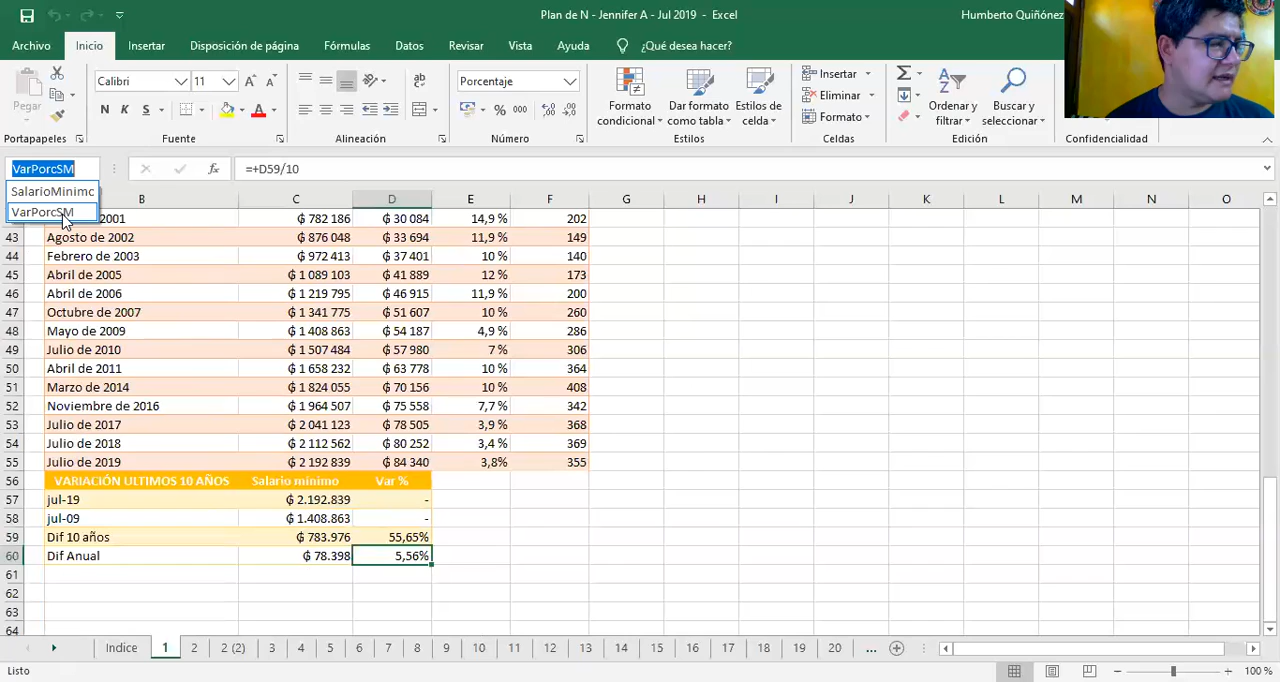 Plan de N - Jennifer A - Jul 2019 - Excel
Humberto Quiñónez
Archivo Inicio Insertar Disposición de página Fórmulas Datos Revisar Vista Ayuda ¿Qué desea hacer?
Pegar
Calibri 11
N K S
Porcentaje
% 000
Formato condicional
Dar formato como tabla
Estilos de celda
Insertar
Eliminar
Formato
Ordenar y filtrar
Buscar y seleccionar
Portapapeles Fuente Alineación Número Estilos Celdas Edición Confidencialidad
VarPorcSM fx =+D59/10
SalarioMinimc
VarPorcSM
B C D E F G H I J K L M N O
2001 ₲ 782 186 ₲ 30 084 14,9 % 202
43 Agosto de 2002 ₲ 876 048 ₲ 33 694 11,9 % 149
44 Febrero de 2003 ₲ 972 413 ₲ 37 401 10 % 140
45 Abril de 2005 ₲ 1 089 103 ₲ 41 889 12 % 173
46 Abril de 2006 ₲ 1 219 795 ₲ 46 915 11,9 % 200
47 Octubre de 2007 ₲ 1 341 775 ₲ 51 607 10 % 260
48 Mayo de 2009 ₲ 1 408 863 ₲ 54 187 4,9 % 286
49 Julio de 2010 ₲ 1 507 484 ₲ 57 980 7 % 306
50 Abril de 2011 ₲ 1 658 232 ₲ 63 778 10 % 364
51 Marzo de 2014 ₲ 1 824 055 ₲ 70 156 10 % 408
52 Noviembre de 2016 ₲ 1 964 507 ₲ 75 558 7,7 % 342
53 Julio de 2017 ₲ 2 041 123 ₲ 78 505 3,9 % 368
54 Julio de 2018 ₲ 2 112 562 ₲ 80 252 3,4 % 369
55 Julio de 2019 ₲ 2 192 839 ₲ 84 340 3,8% 355
56 VARIACIÓN ULTIMOS 10 AÑOS Salario minimo Var %
57 jul-19 ₲ 2.192.839 -
58 jul-09 ₲ 1.408.863 -
59 Dif 10 años ₲ 783.976 55,65%
60 Dif Anual ₲ 78.398 5,56%
61
62
63
64
Indice 1 2 2 (2) 3 4 5 6 7 8 9 10 11 12 13 14 15 16 17 18 19 20 ...
Listo 100 %